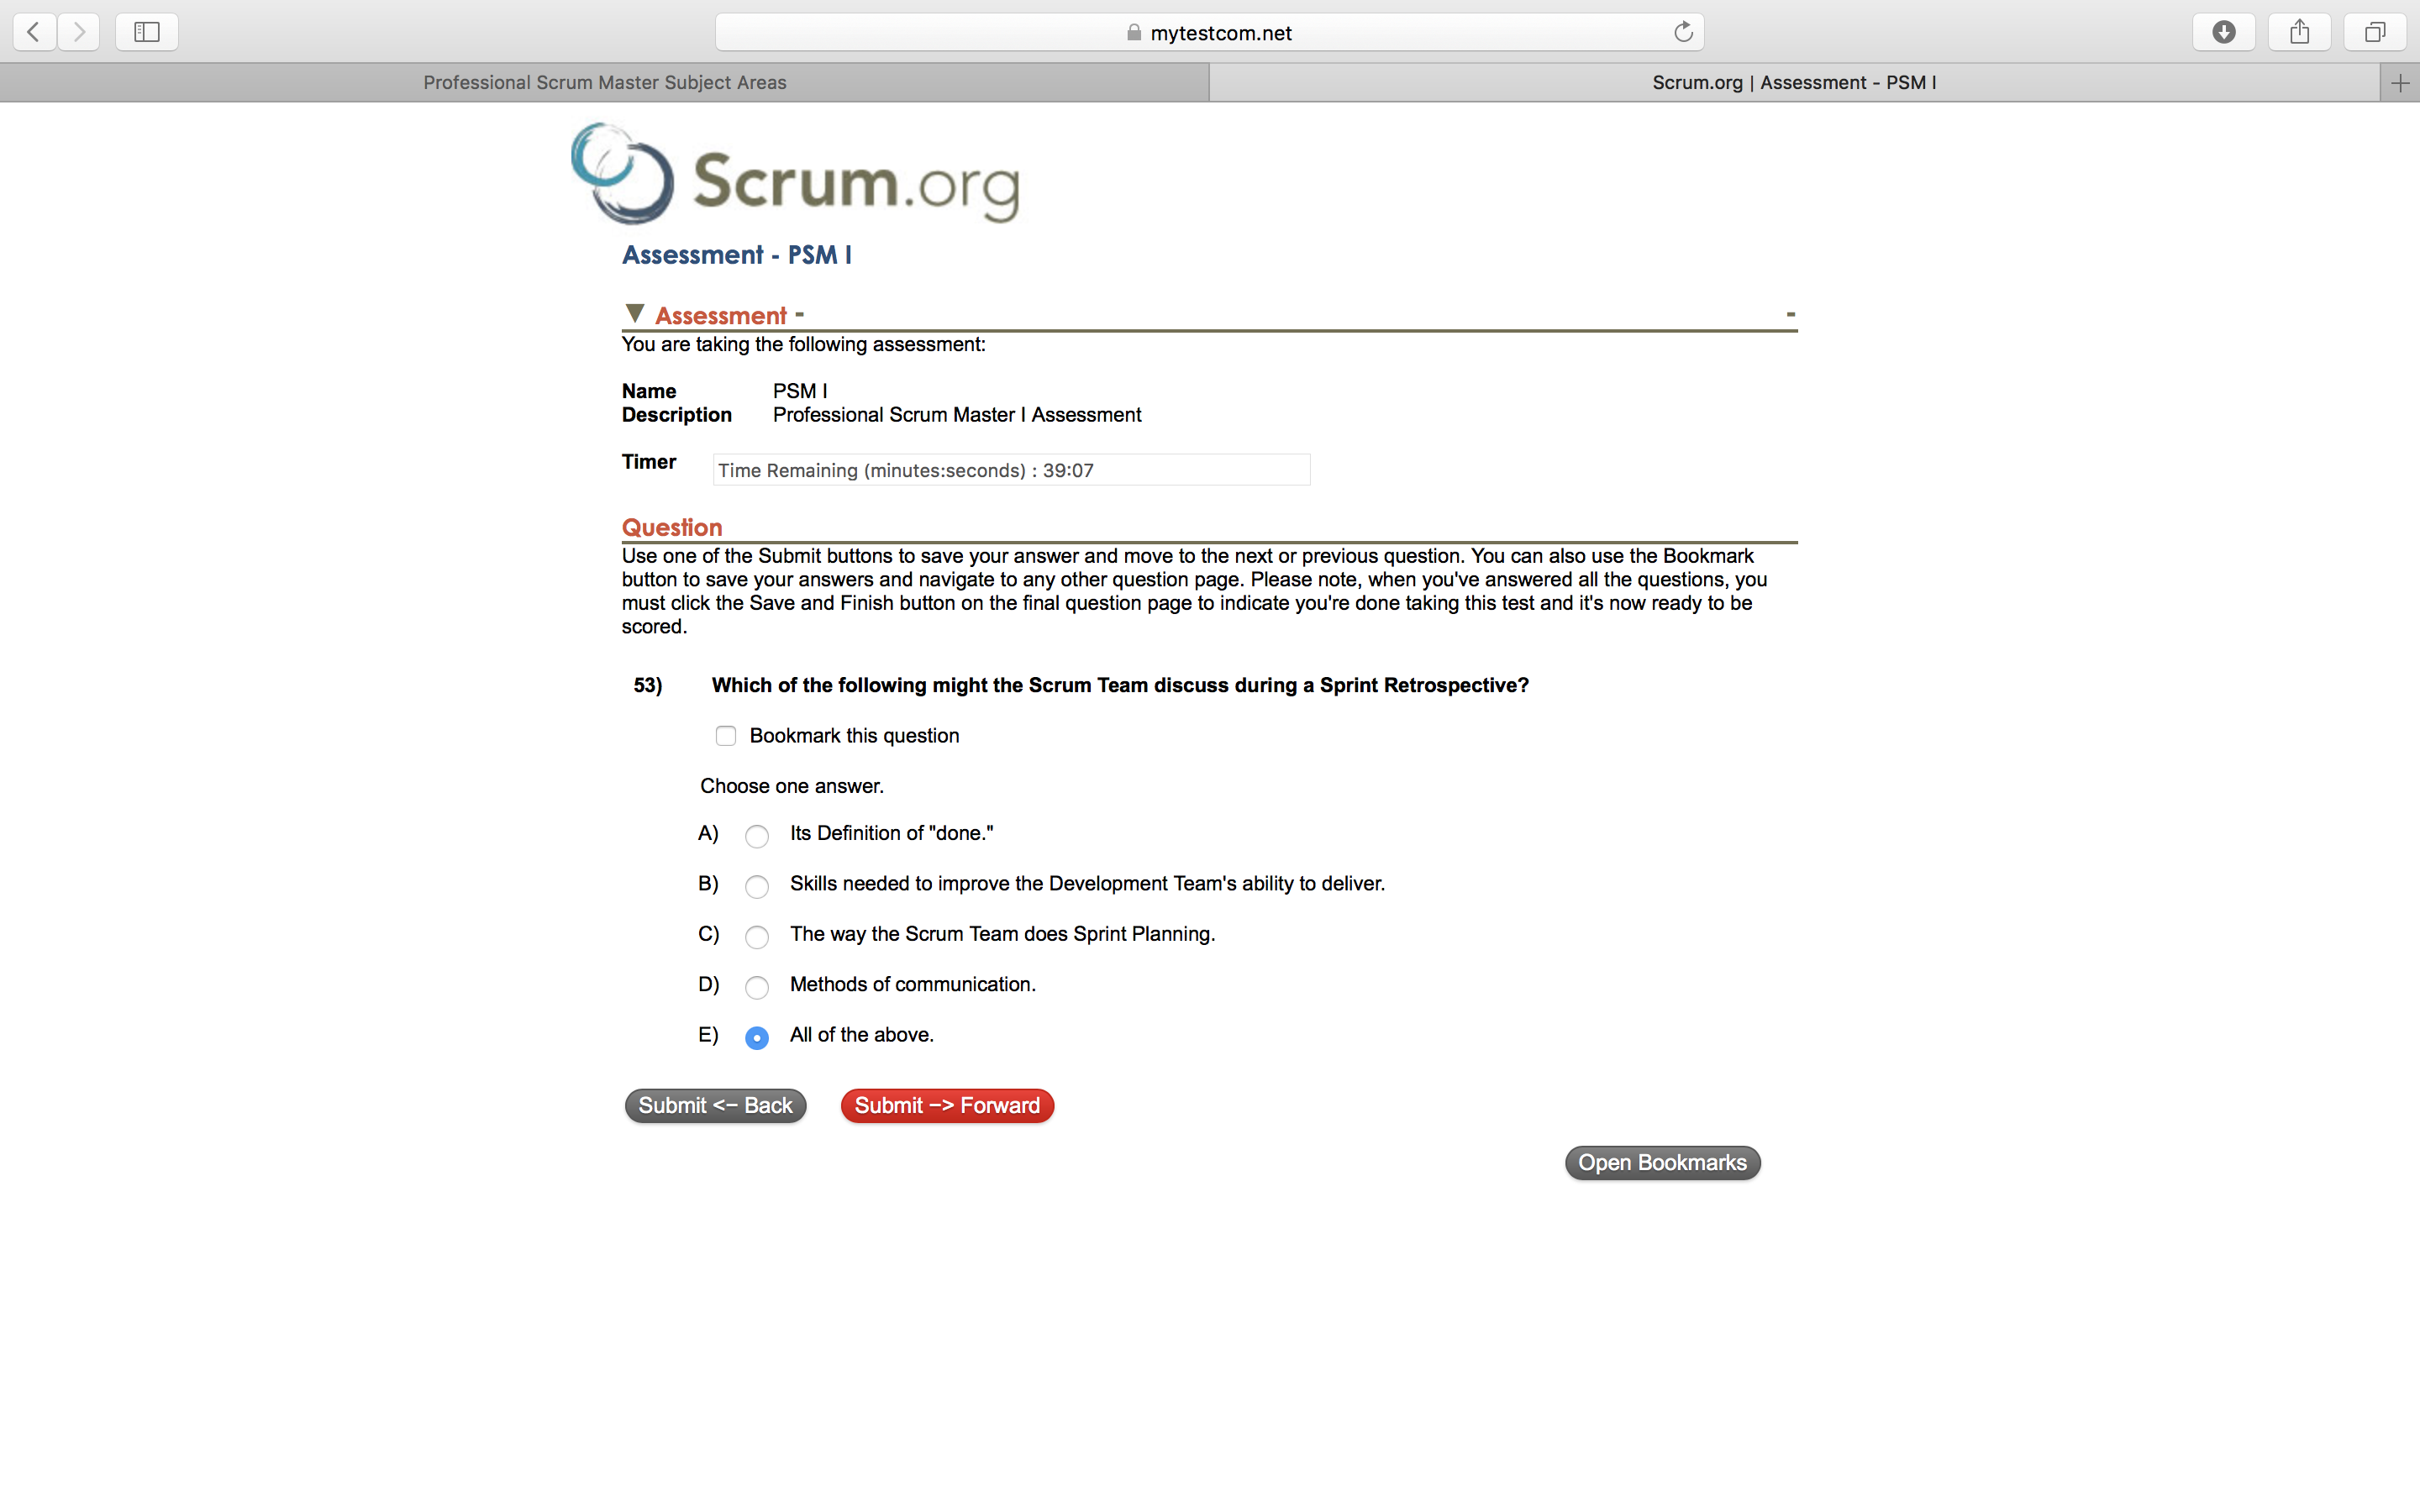 mytestcom.net
Professional Scrum Master Subject Areas
Scrum.org | Assessment - PSM I
Scrum.org
Assessment - PSM I
▼ Assessment - -
You are taking the following assessment:
Name PSM I
Description Professional Scrum Master I Assessment
Timer Time Remaining (minutes:seconds) : 39:07
Question
Use one of the Submit buttons to save your answer and move to the next or previous question. You can also use the Bookmark
button to save your answers and navigate to any other question page. Please note, when you've answered all the questions, you
must click the Save and Finish button on the final question page to indicate you're done taking this test and it's now ready to be
scored.
53) Which of the following might the Scrum Team discuss during a Sprint Retrospective?
Bookmark this question
Choose one answer.
A) Its Definition of "done."
B) Skills needed to improve the Development Team's ability to deliver.
C) The way the Scrum Team does Sprint Planning.
D) Methods of communication.
E) All of the above.
Submit <- Back Submit -> Forward
Open Bookmarks